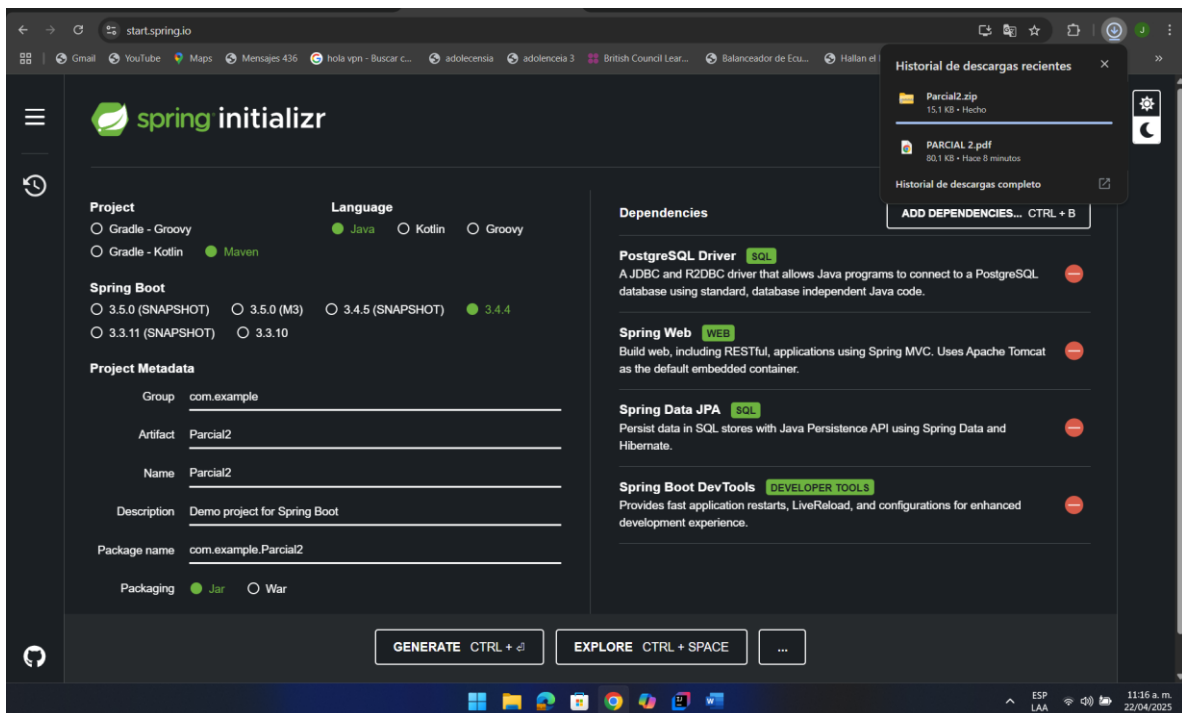 start.spring.io
Gmail YouTube Maps Mensajes 436 hola vpn - Buscar c... adolecensia adolenceia 3 British Council Lear... Balanceador de Ecu... Hallan el
Historial de descargas recientes
Parcial2.zip
15,1 KB • Hecho
PARCIAL 2.pdf
80,1 KB • Hace 8 minutos
Historial de descargas completo
spring initializr
Project
Gradle - Groovy
Gradle - Kotlin Maven
Language
Java Kotlin Groovy
Spring Boot
3.5.0 (SNAPSHOT) 3.5.0 (M3) 3.4.5 (SNAPSHOT) 3.4.4
3.3.11 (SNAPSHOT) 3.3.10
Project Metadata
Group com.example
Artifact Parcial2
Name Parcial2
Description Demo project for Spring Boot
Package name com.example.Parcial2
Packaging Jar War
Dependencies
ADD DEPENDENCIES... CTRL + B
PostgreSQL Driver SQL
A JDBC and R2DBC driver that allows Java programs to connect to a PostgreSQL
database using standard, database independent Java code.
Spring Web WEB
Build web, including RESTful, applications using Spring MVC. Uses Apache Tomcat
as the default embedded container.
Spring Data JPA SQL
Persist data in SQL stores with Java Persistence API using Spring Data and
Hibernate.
Spring Boot DevTools DEVELOPER TOOLS
Provides fast application restarts, LiveReload, and configurations for enhanced
development experience.
GENERATE CTRL + ⏎ EXPLORE CTRL + SPACE ...
ESP
LAA
11:16 a. m.
22/04/2025